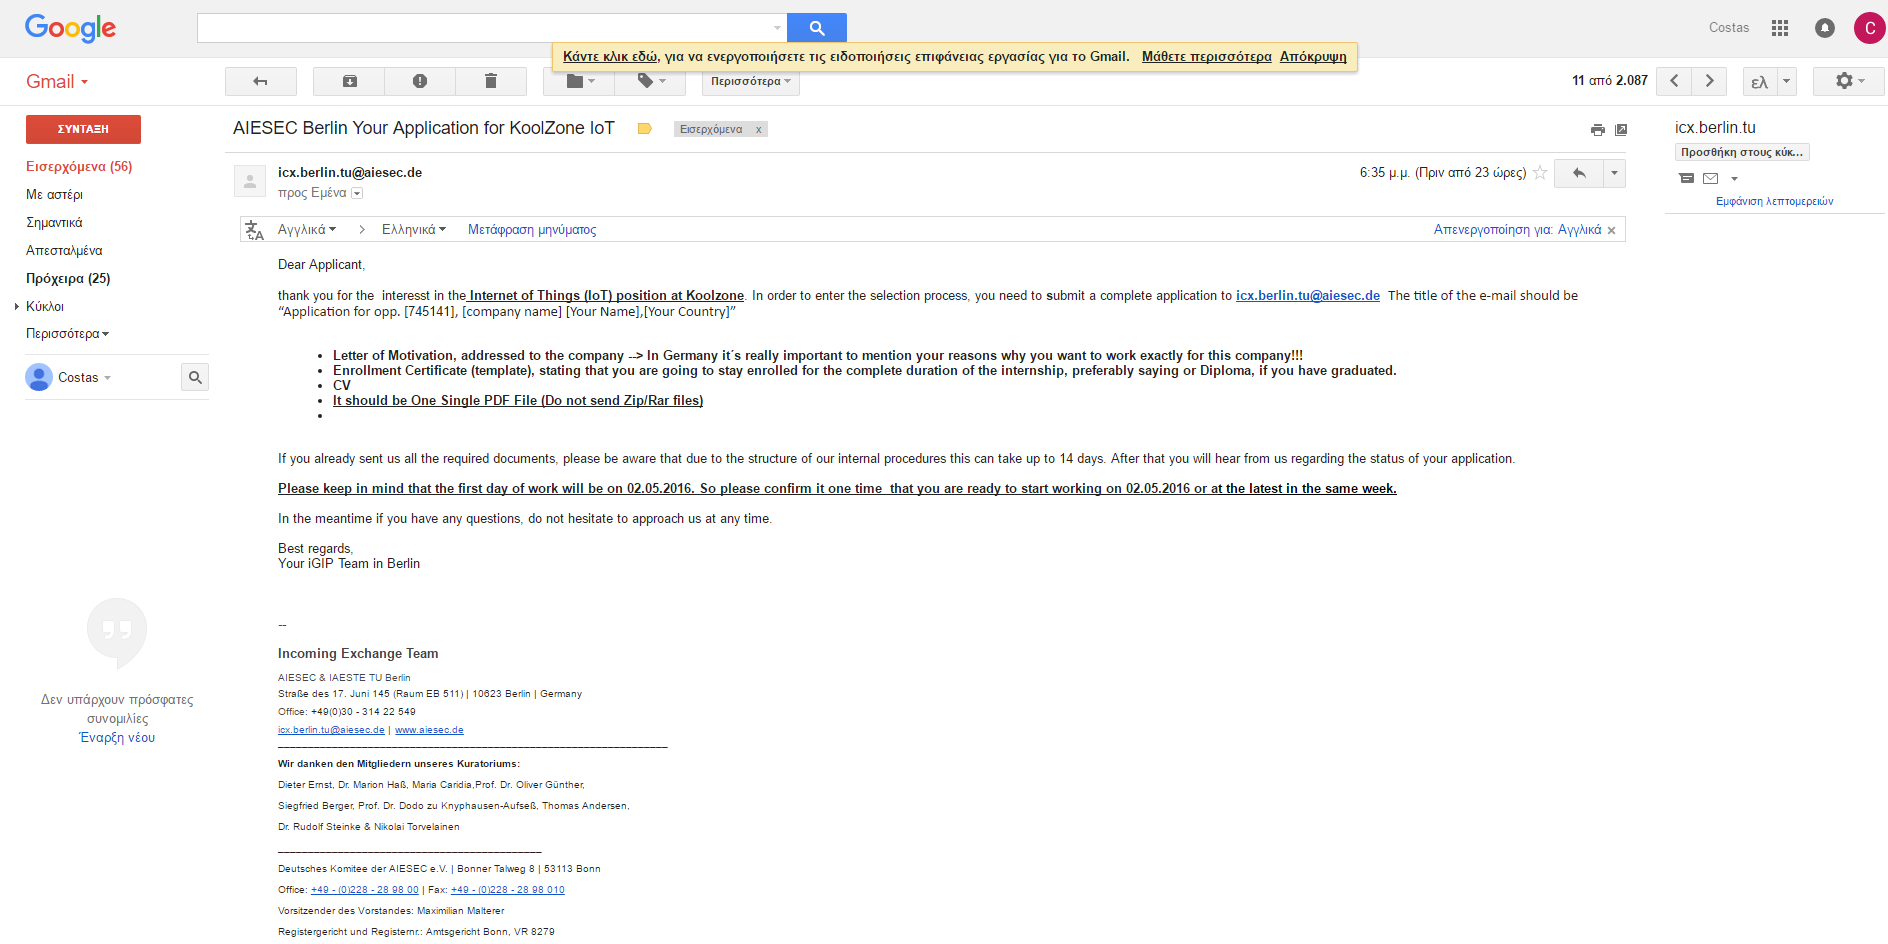 Google
Costas
C
Κάντε κλικ εδώ, για να ενεργοποιήσετε τις ειδοποιήσεις επιφάνειας εργασίας για το Gmail. Μάθετε περισσότερα Απόκρυψη
Gmail
Περισσότερα
11 από 2.087
ελ
ΣΥΝΤΑΞΗ
Εισερχόμενα (56)
Με αστέρι
Σημαντικά
Απεσταλμένα
Πρόχειρα (25)
Κύκλοι
Περισσότερα
Costas
Δεν υπάρχουν πρόσφατες
συνομιλίες
Έναρξη νέου
AIESEC Berlin Your Application for KoolZone IoT
Εισερχόμενα x
icx.berlin.tu@aiesec.de
προς Εμένα
6:35 μ.μ. (Πριν από 23 ώρες)
Αγγλικά > Ελληνικά Μετάφραση μηνύματος
Απενεργοποίηση για: Αγγλικά ×
Dear Applicant,
thank you for the  interesst in the Internet of Things (IoT) position at Koolzone. In order to enter the selection process, you need to submit a complete application to icx.berlin.tu@aiesec.de  The title of the e-mail should be
“Application for opp. [745141], [company name] [Your Name],[Your Country]”
• Letter of Motivation, addressed to the company --> In Germany it´s really important to mention your reasons why you want to work exactly for this company!!!
• Enrollment Certificate (template), stating that you are going to stay enrolled for the complete duration of the internship, preferably saying or Diploma, if you have graduated.
• CV
• It should be One Single PDF File (Do not send Zip/Rar files)
•
If you already sent us all the required documents, please be aware that due to the structure of our internal procedures this can take up to 14 days. After that you will hear from us regarding the status of your application.
Please keep in mind that the first day of work will be on 02.05.2016. So please confirm it one time  that you are ready to start working on 02.05.2016 or at the latest in the same week.
In the meantime if you have any questions, do not hesitate to approach us at any time.
Best regards,
Your iGIP Team in Berlin
--
Incoming Exchange Team
AIESEC & IAESTE TU Berlin
Straße des 17. Juni 145 (Raum EB 511) | 10623 Berlin | Germany
Office: +49(0)30 - 314 22 549
icx.berlin.tu@aiesec.de | www.aiesec.de
Wir danken den Mitgliedern unseres Kuratoriums:
Dieter Ernst, Dr. Marion Haß, Maria Caridia,Prof. Dr. Oliver Günther,
Siegfried Berger, Prof. Dr. Dodo zu Knyphausen-Aufseß, Thomas Andersen,
Dr. Rudolf Steinke & Nikolai Torvelainen
Deutsches Komitee der AIESEC e.V. | Bonner Talweg 8 | 53113 Bonn
Office: +49 - (0)228 - 28 98 00 | Fax: +49 - (0)228 - 28 98 010
Vorsitzender des Vorstandes: Maximilian Malterer
Registergericht und Registernr.: Amtsgericht Bonn, VR 8279
icx.berlin.tu
Προσθήκη στους κύκ...
Εμφάνιση λεπτομερειών